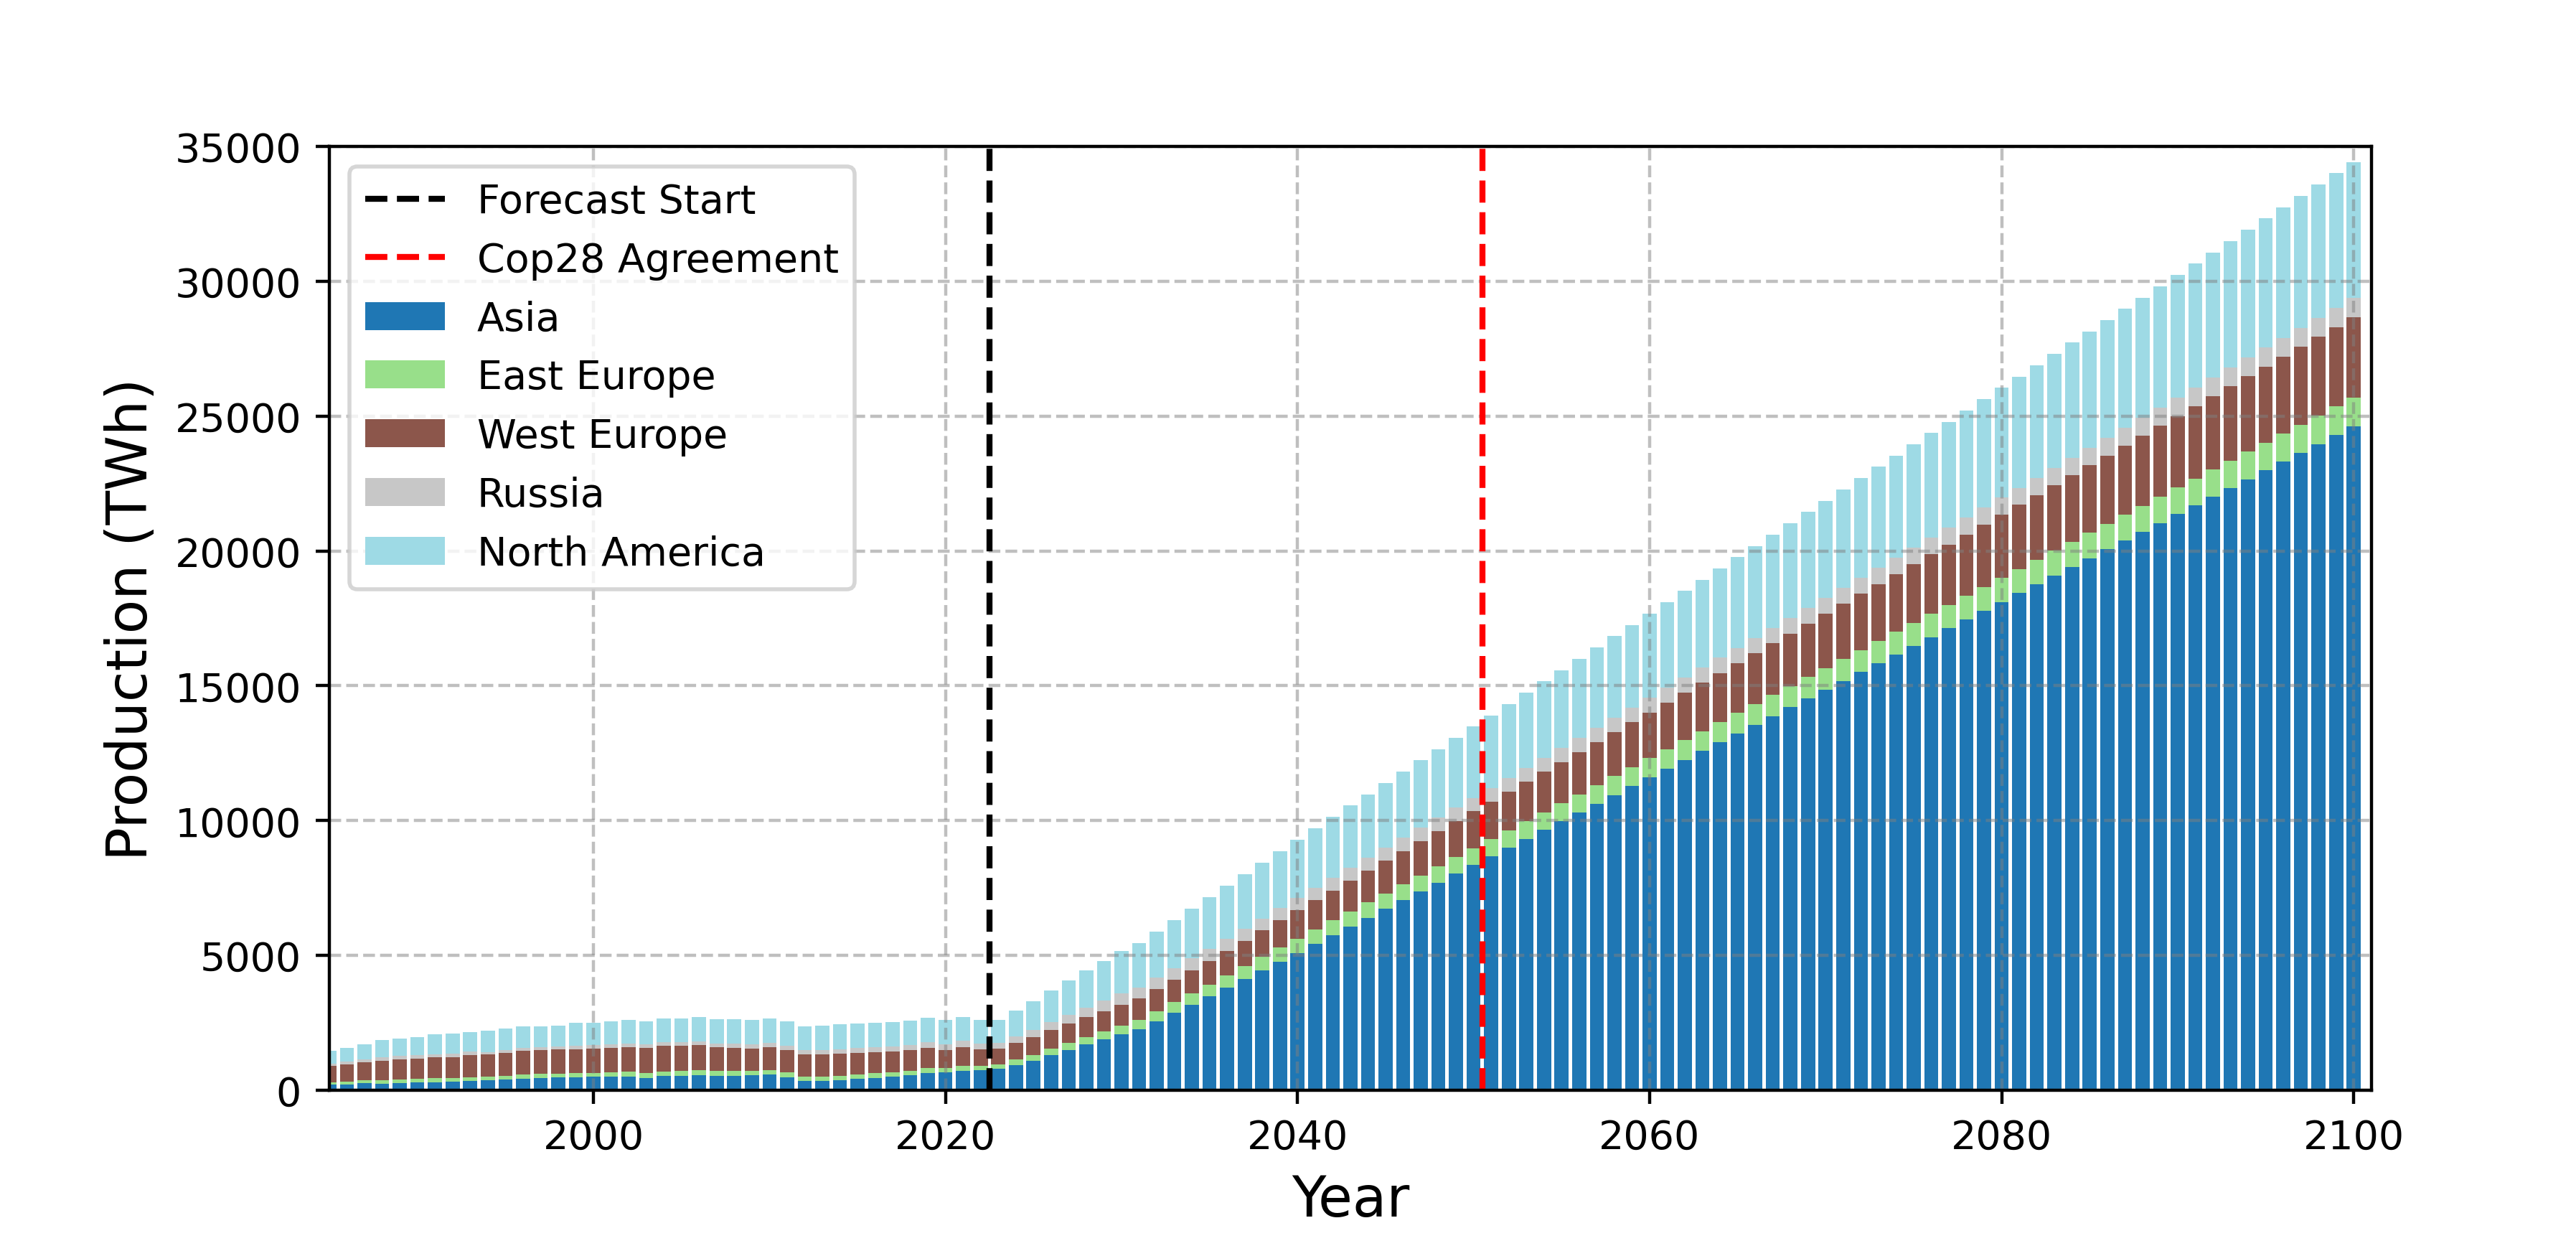 35000
30000
25000
20000
15000
10000
5000
0
Production (TWh)
Forecast Start
Cop28 Agreement
Asia
East Europe
West Europe
Russia
North America
2000 2020 2040 2060 2080 2100
Year